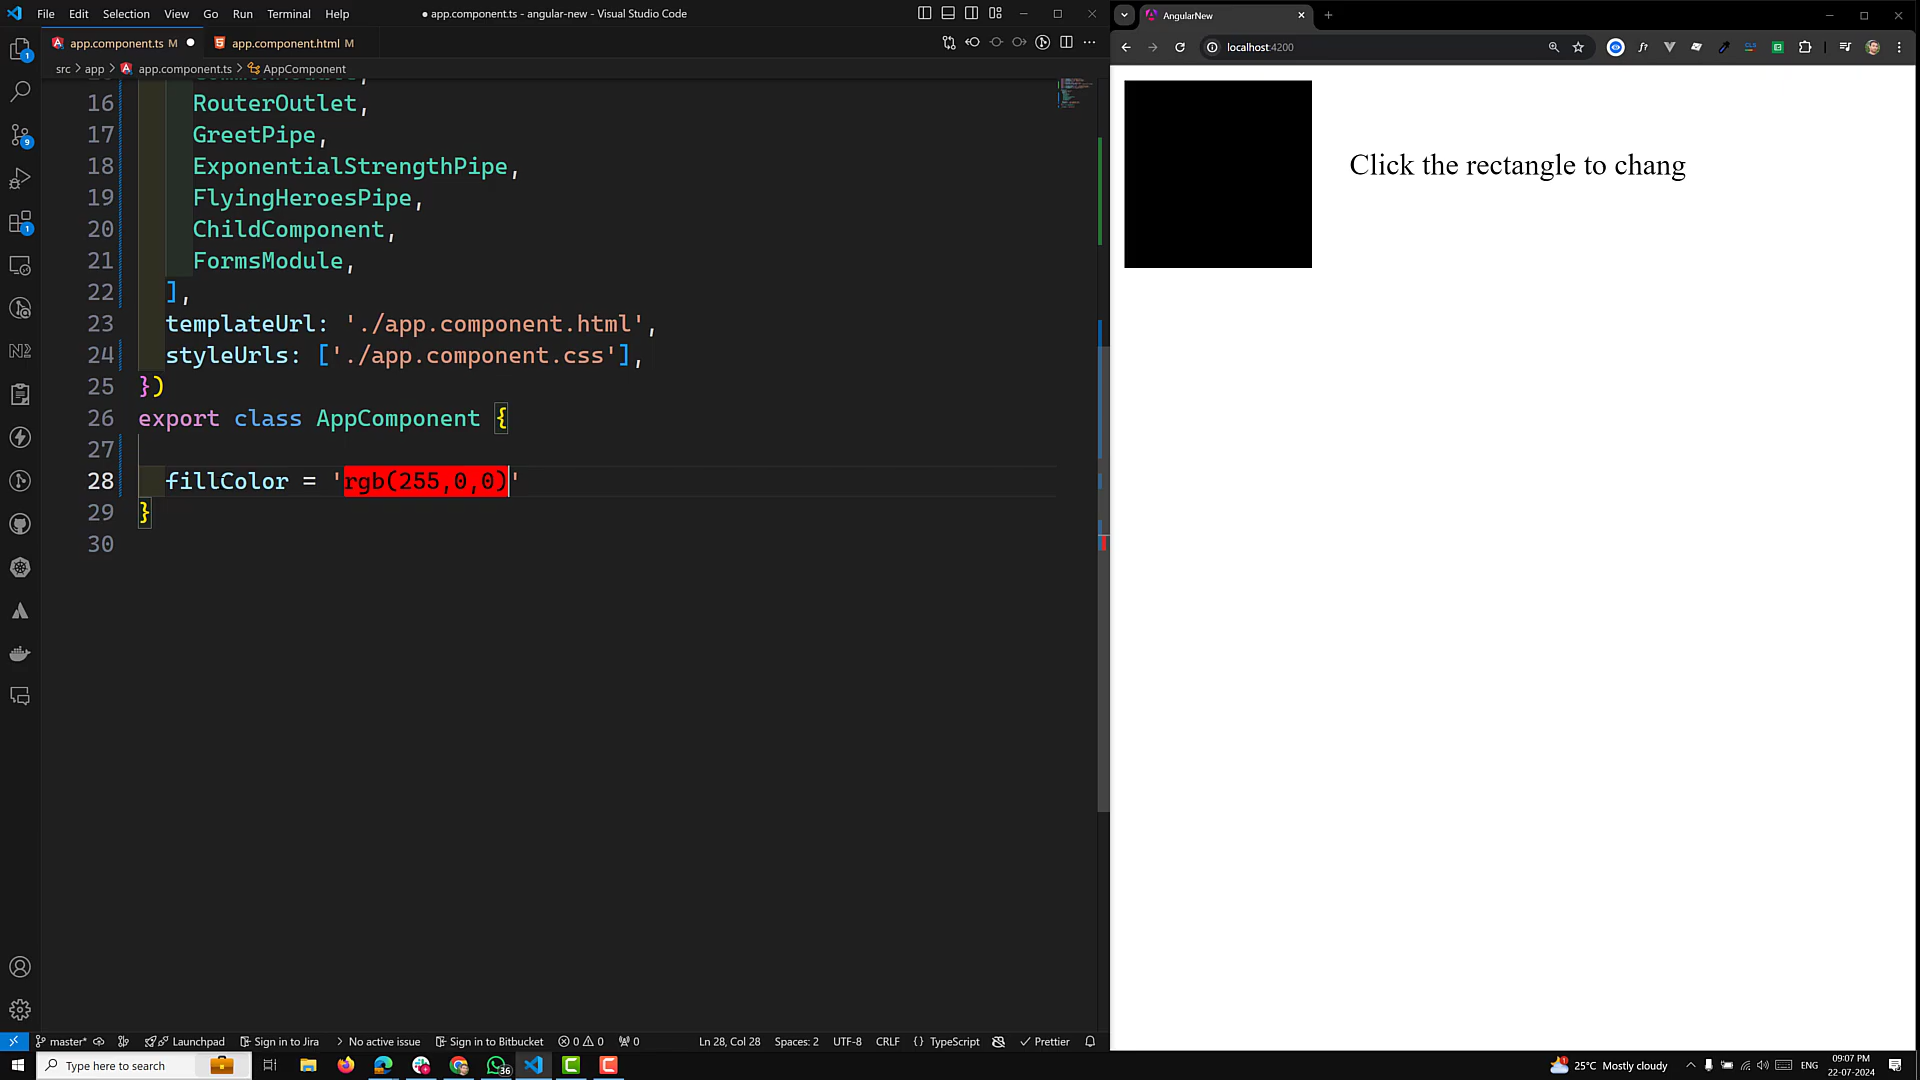 File Edit Selection View Go Run Terminal Help
● app.component.ts - angular-new - Visual Studio Code
app.component.ts M ●
app.component.html M
src > app > app.component.ts > AppComponent
16 RouterOutlet,
17 GreetPipe,
18 ExponentialStrengthPipe,
19 FlyingHeroesPipe,
20 ChildComponent,
21 FormsModule,
22 ],
23 templateUrl: './app.component.html',
24 styleUrls: ['./app.component.css'],
25 })
26 export class AppComponent {
27
28 fillColor = 'rgb(255,0,0)'
29 }
30
AngularNew
localhost:4200
Click the rectangle to chang
master* Launchpad Sign in to Jira No active issue Sign in to Bitbucket 0 0 0 Ln 28, Col 28 Spaces: 2 UTF-8 CRLF {} TypeScript Prettier
Type here to search
36
25°C Mostly cloudy
ENG
09:07 PM
22-07-2024